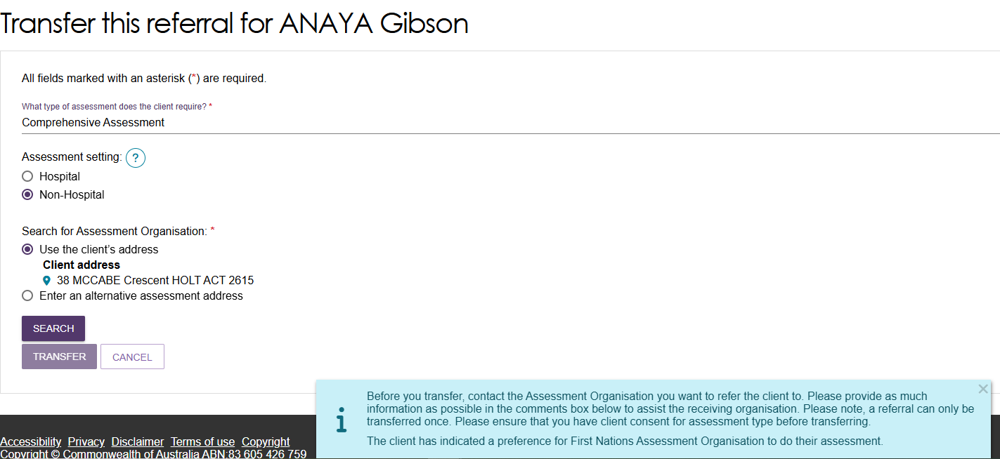 Transfer this referral for ANAYA Gibson
All fields marked with an asterisk (*) are required.
What type of assessment does the client require? *
Comprehensive Assessment
Assessment setting: ?
Hospital
Non-Hospital
Search for Assessment Organisation: *
Use the client's address
Client address
38 MCCABE Crescent HOLT ACT 2615
Enter an alternative assessment address
SEARCH
TRANSFER CANCEL
Before you transfer, contact the Assessment Organisation you want to refer the client to. Please provide as much
information as possible in the comments box below to assist the receiving organisation. Please note, a referral can only be
transferred once. Please ensure that you have client consent for assessment type before transferring.
The client has indicated a preference for First Nations Assessment Organisation to do their assessment.
Accessibility Privacy Disclaimer Terms of use Copyright
Copyright © Commonwealth of Australia ABN:83 605 426 759